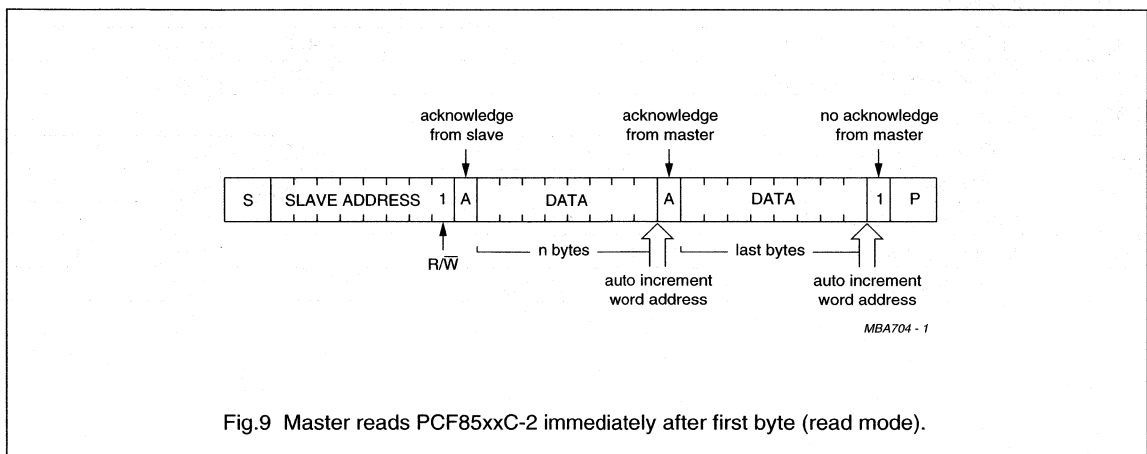 acknowledge
from slave
acknowledge
from master
no acknowledge
from master
S SLAVE ADDRESS 1 A DATA A DATA 1 P
R/W̅ n bytes last bytes
auto increment
word address
auto increment
word address
MBA704 - 1
Fig.9 Master reads PCF85xxC-2 immediately after first byte (read mode).